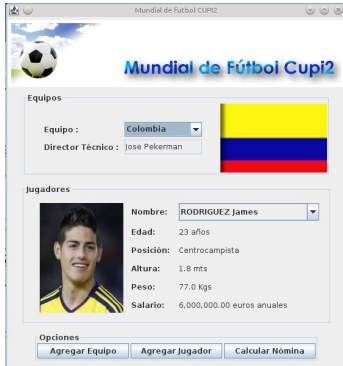 Mundial de Futbol CUPI2
Mundial de Fútbol Cupi2
Equipos
Equipo : Colombia
Director Técnico : Jose Pekerman
Jugadores
Nombre: RODRIGUEZ James
Edad: 23 años
Posición: Centrocampista
Altura: 1.8 mts
Peso: 77.0 Kgs
Salario: 6,000,000.00 euros anuales
Opciones
Agregar Equipo Agregar Jugador Calcular Nómina